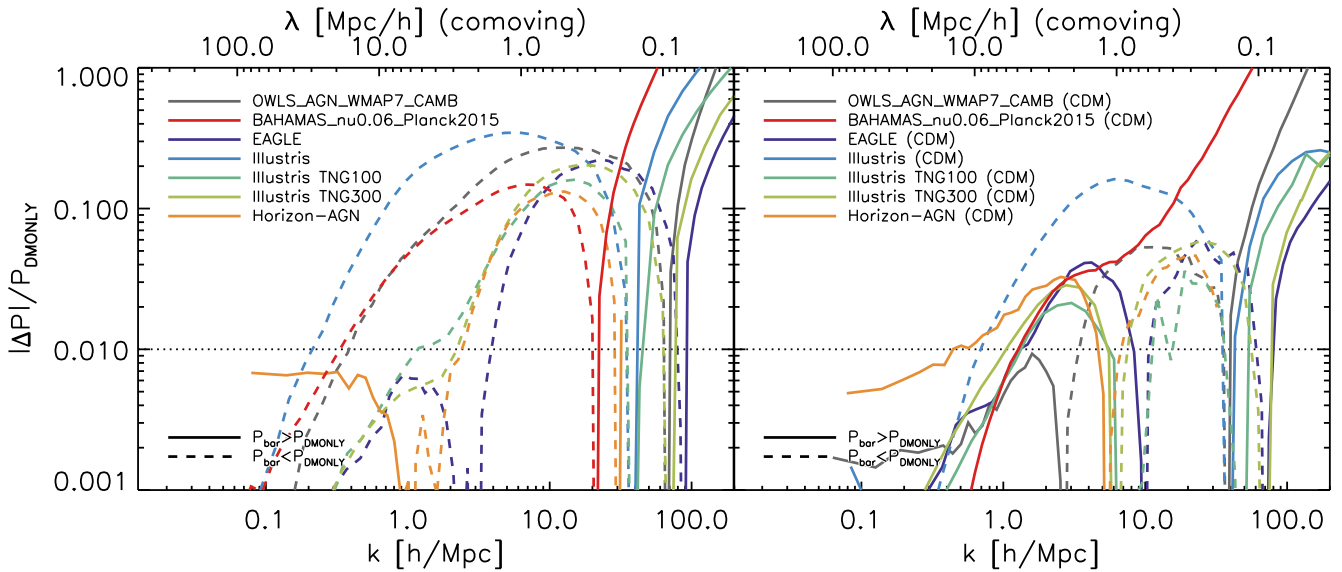 λ [Mpc/h] (comoving)
100.0 10.0 1.0 0.1
1.000
0.100
0.010
0.001
|ΔP|/P_DMONLY
OWLS_AGN_WMAP7_CAMB
BAHAMAS_nu0.06_Planck2015
EAGLE
Illustris
Illustris TNG100
Illustris TNG300
Horizon-AGN
P_bar>P_DMONLY
P_bar<P_DMONLY
0.1 1.0 10.0 100.0
k [h/Mpc]
λ [Mpc/h] (comoving)
100.0 10.0 1.0 0.1
OWLS_AGN_WMAP7_CAMB (CDM)
BAHAMAS_nu0.06_Planck2015 (CDM)
EAGLE (CDM)
Illustris (CDM)
Illustris TNG100 (CDM)
Illustris TNG300 (CDM)
Horizon-AGN (CDM)
P_bar>P_DMONLY
P_bar<P_DMONLY
0.1 1.0 10.0 100.0
k [h/Mpc]